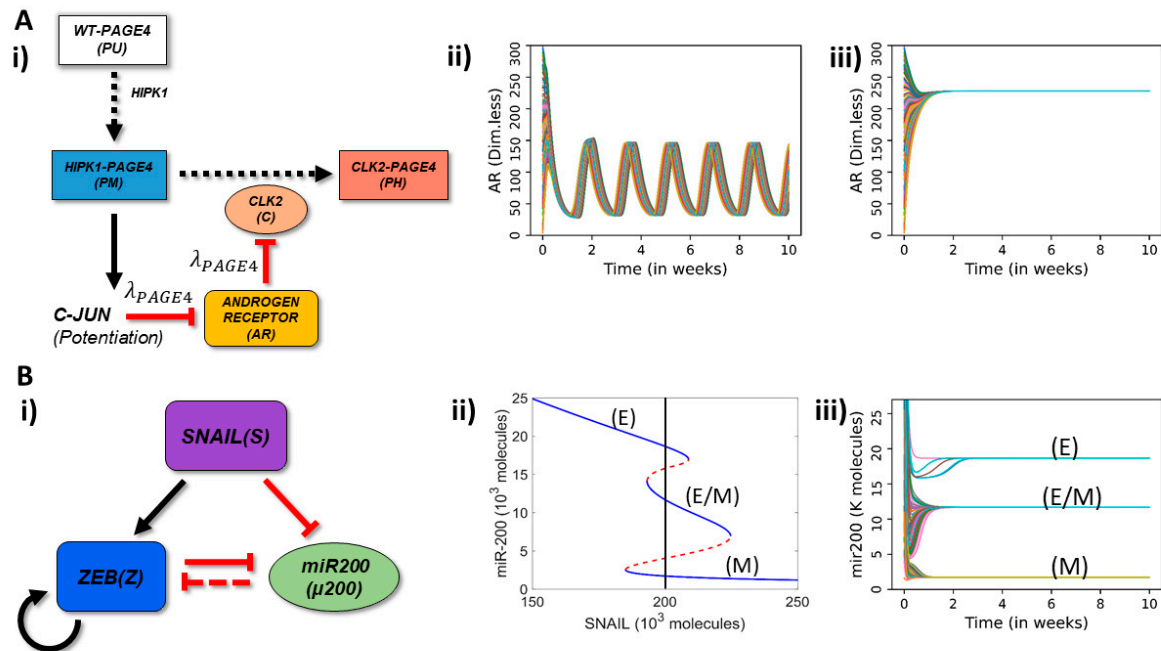 A
i)
WT-PAGE4
(PU)
HIPK1
HIPK1-PAGE4
(PM)
CLK2-PAGE4
(PH)
CLK2
(C)
λPAGE4
λPAGE4
C-JUN
(Potentiation)
ANDROGEN
RECEPTOR
(AR)
ii)
AR (Dim.less)
300
250
200
150
100
50
0
0 2 4 6 8 10
Time (in weeks)
iii)
AR (Dim.less)
300
250
200
150
100
50
0
0 2 4 6 8 10
Time (in weeks)
B
i)
SNAIL(S)
ZEB(Z)
miR200
(μ200)
ii)
miR-200 (10³ molecules)
25
20
15
10
5
0
(E)
(E/M)
(M)
150 200 250
SNAIL (10³ molecules)
iii)
mir200 (K molecules)
25
20
15
10
5
0
(E)
(E/M)
(M)
0 2 4 6 8 10
Time (in weeks)